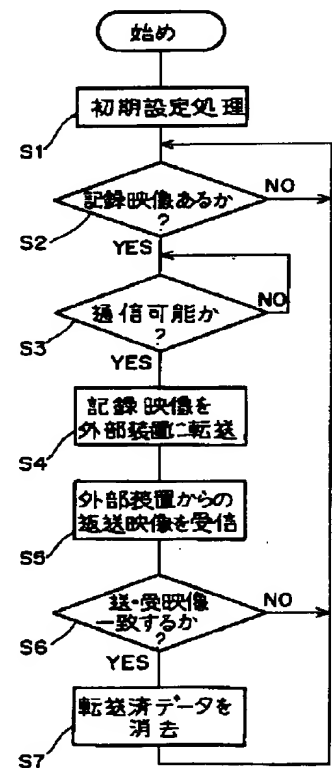 始め
初期設定処理
S1
記録映像あるか
?
NO
S2
YES
通信可能か
?
NO
S3
YES
記録映像を
外部装置に転送
S4
外部装置からの
返送映像を受信
S5
送・受映像
一致するか
?
NO
S6
YES
転送済データを
消去
S7